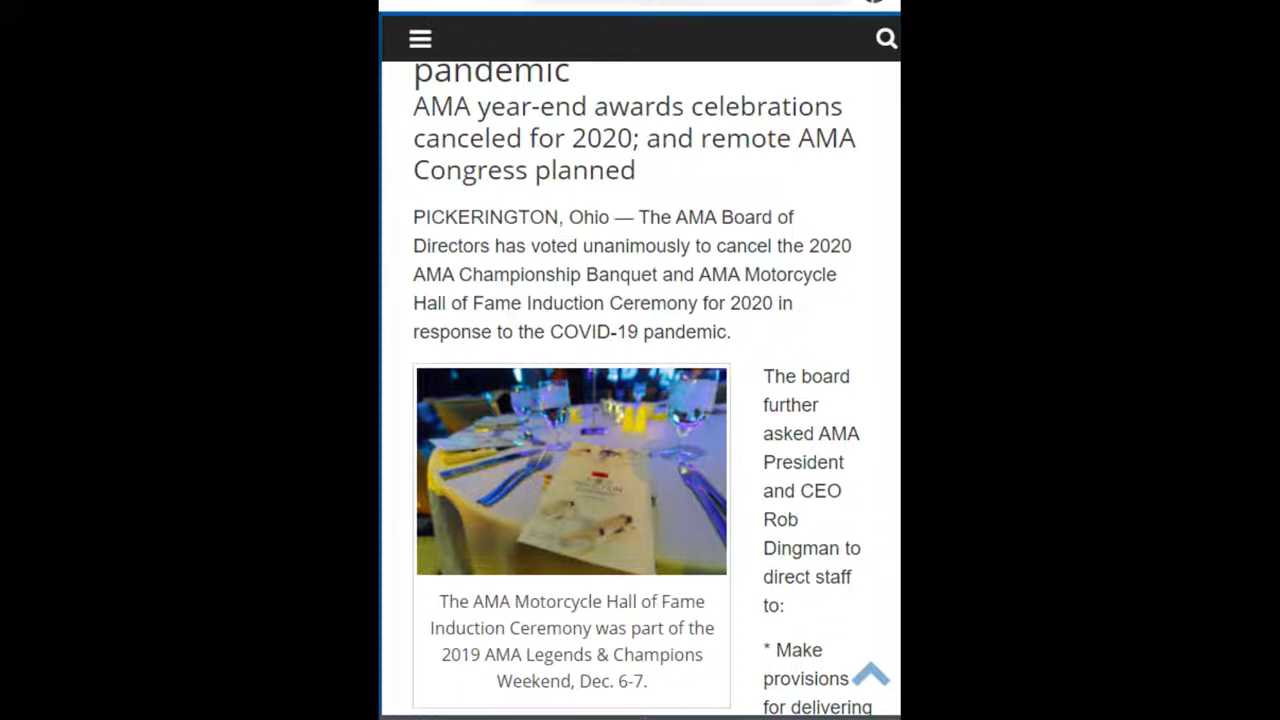 pandemic
AMA year-end awards celebrations
canceled for 2020; and remote AMA
Congress planned
PICKERINGTON, Ohio — The AMA Board of
Directors has voted unanimously to cancel the 2020
AMA Championship Banquet and AMA Motorcycle
Hall of Fame Induction Ceremony for 2020 in
response to the COVID-19 pandemic.
The AMA Motorcycle Hall of Fame
Induction Ceremony was part of the
2019 AMA Legends & Champions
Weekend, Dec. 6-7.
The board
further
asked AMA
President
and CEO
Rob
Dingman to
direct staff
to:
* Make
provisions
for delivering